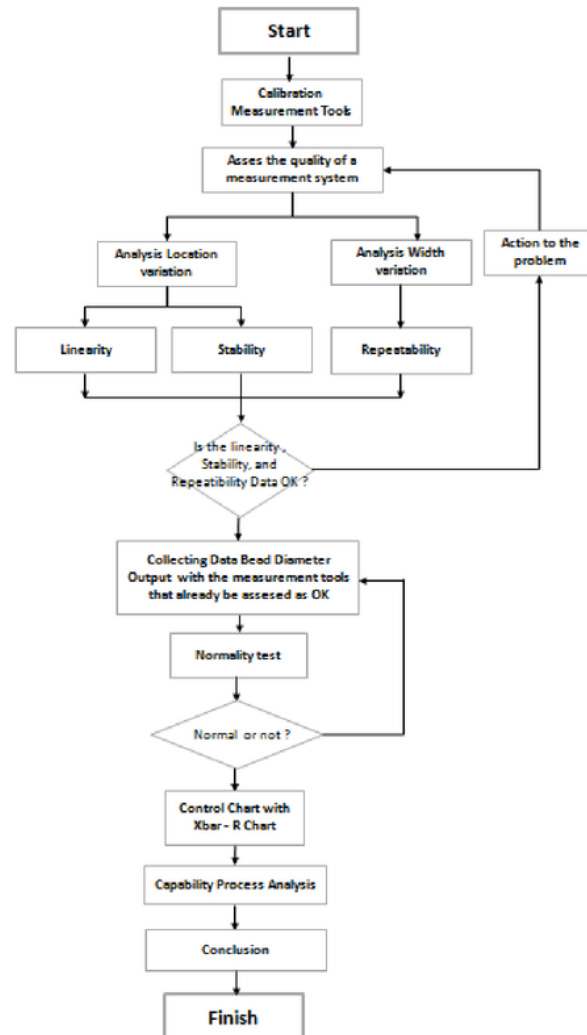 Start
Calibration
Measurement Tools
Asses the quality of a
measurement system
Analysis Location
variation
Analysis Width
variation
Action to the
problem
Linearity
Stability
Repeatability
Is the linearity ,
Stability, and
Repeatibility Data OK ?
Collecting Data Bead Diameter
Output with the measurement tools
that already be assesed as OK
Normality test
Normal or not ?
Control Chart with
Xbar - R Chart
Capability Process Analysis
Conclusion
Finish